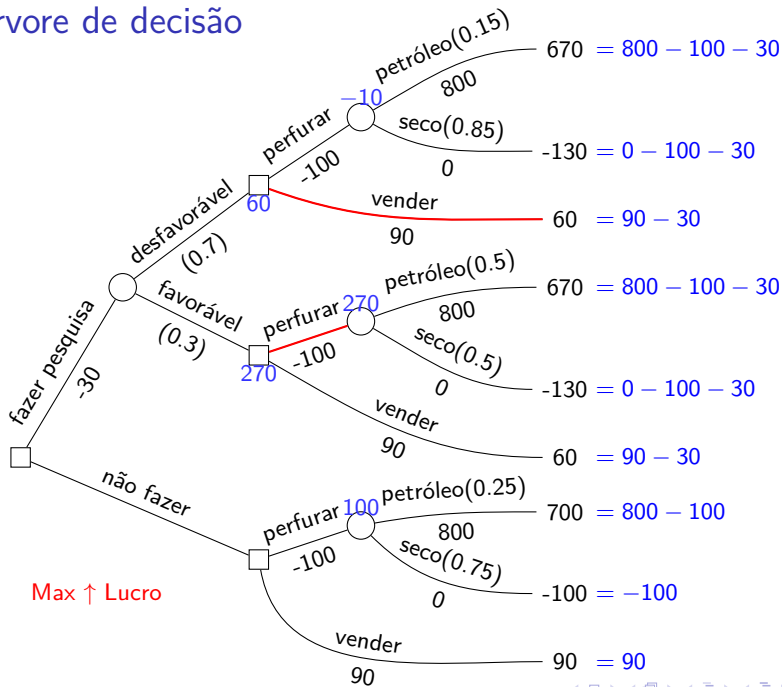 rvore de decisão
petróleo(0.15)
800
670 = 800 − 100 − 30
−10
perfurar
-100
seco(0.85)
0
-130 = 0 − 100 − 30
60
vender
90
60 = 90 − 30
desfavorável
(0.7)
petróleo(0.5)
800
670 = 800 − 100 − 30
270
perfurar
-100
favorável
(0.3)
270
seco(0.5)
0
-130 = 0 − 100 − 30
vender
90
60 = 90 − 30
fazer pesquisa
-30
não fazer
petróleo(0.25)
800
700 = 800 − 100
100
perfurar
-100
seco(0.75)
0
-100 = −100
Max ↑ Lucro
vender
90
90 = 90